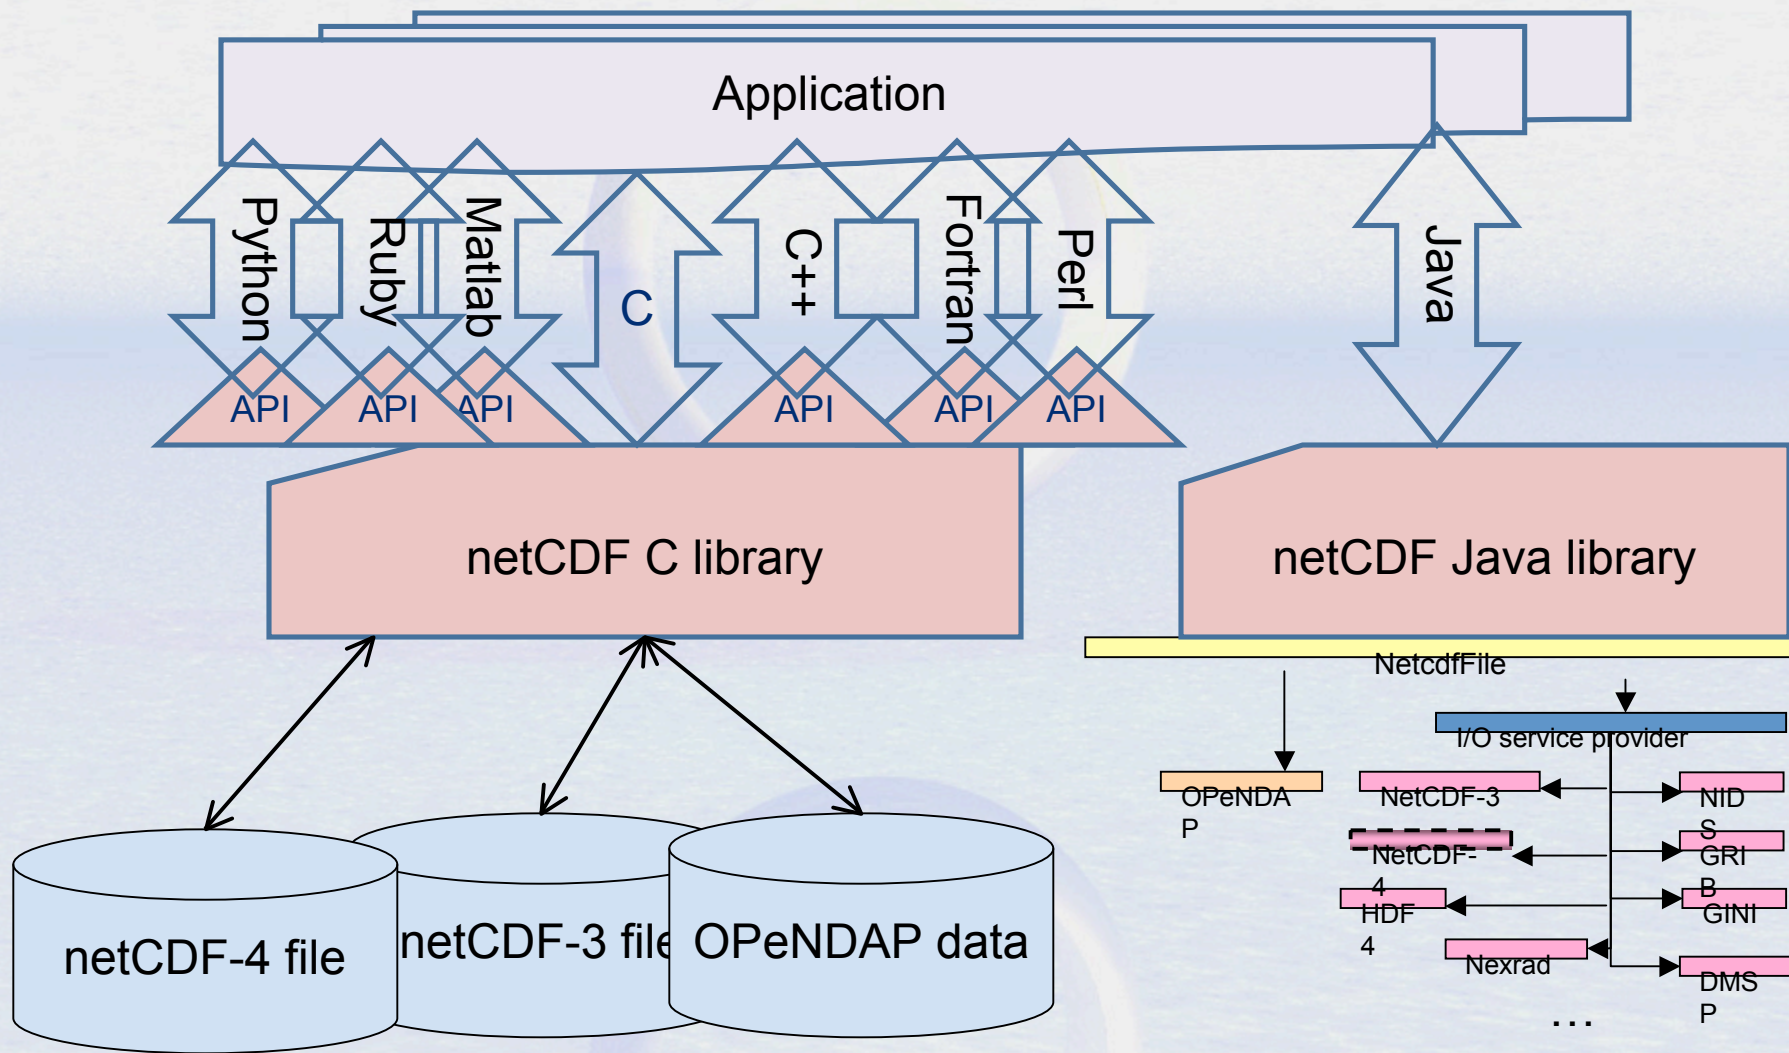 Application
Python
Ruby
Matlab
C
C++
Fortran
Perl
Java
API
API
API
API
API
API
netCDF C library
netCDF Java library
NetcdfFile
I/O service provider
OPeNDA
P
NetCDF-3
NID
S
NetCDF-
4
GRI
B
HDF
4
GINI
Nexrad
DMS
P
...
netCDF-4 file
netCDF-3 file
OPeNDAP data